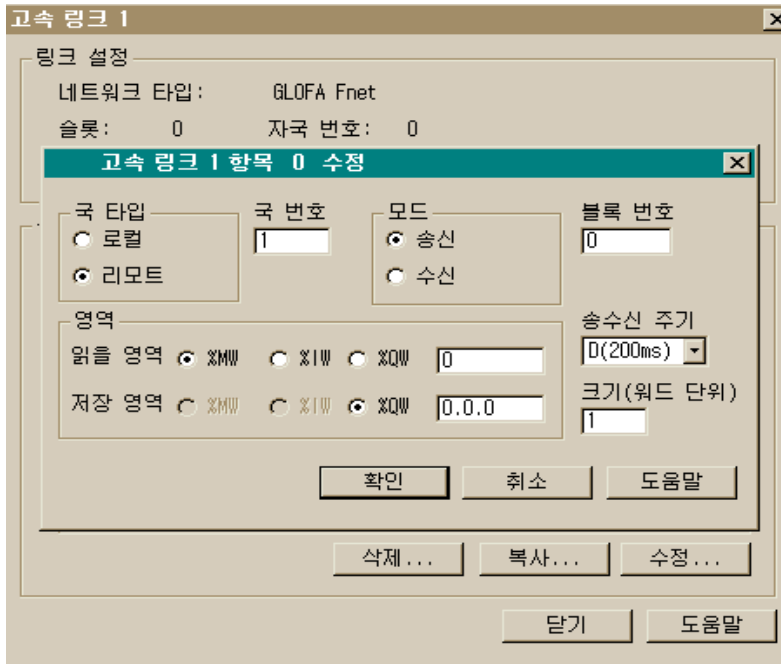 고속 링크 1
링크 설정
네트워크 타입: GLOFA Fnet
슬롯: 0 자국 번호: 0
고속 링크 1 항목 0 수정
국 타입 국 번호 모드 블록 번호
로컬 1 송신 0
리모트 수신
영역 송수신 주기
읽을 영역 %MW %IW %QW 0 D(200ms)
저장 영역 %MW %IW %QW 0.0.0 크기(워드 단위)
1
확인 취소 도움말
삭제... 복사... 수정...
닫기 도움말